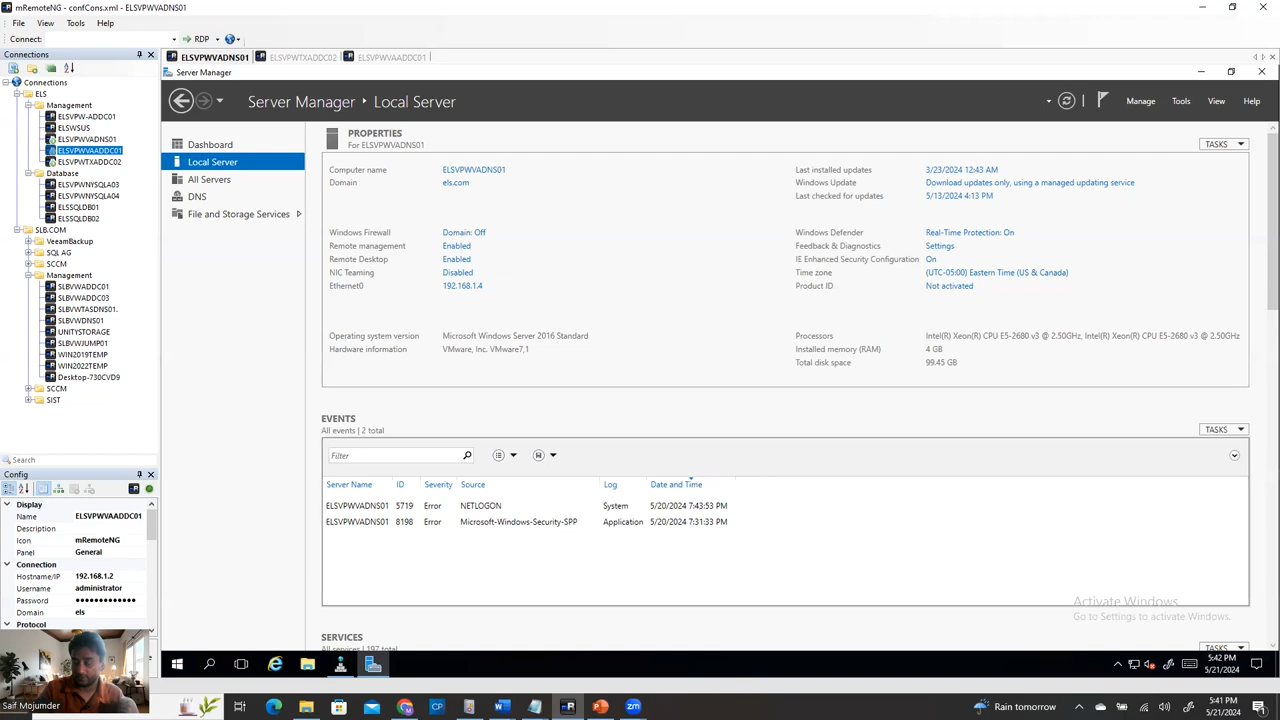 mRemoteNG - confCons.xml - ELSVPWVADNS01
File View Tools Help
Connect: RDP
Connections
ELSVPWVADNS01 ELSVPWTXADDC02 ELSVPWVAADDC01
Server Manager
Server Manager Local Server
Manage Tools View Help
Connections
ELS
Management
ELSVPW-ADDC01
ELSWSUS
ELSVPWVADNS01
ELSVPWVAADDC01
ELSVPWTXADDC02
Database
ELSVPWNYSQLA03
ELSVPWNYSQLA04
ELSSQLDB01
ELSSQLDB02
SLB.COM
VeeamBackup
SQL AG
SCCM
Management
SLBVWADDC01
SLBVWADDC03
SLBVWTASDNS01.
SLBVWDNS01
UNITYSTORAGE
SLBVWJUMP01
WIN2019TEMP
WIN2022TEMP
Desktop-730CVD9
SCCM
SIST
Search
Config
Display
Name ELSVPWVAADDC01
Description
Icon mRemoteNG
Panel General
Connection
Hostname/IP 192.168.1.2
Username administrator
Password ●●●●●●●●●●●●●
Domain els
Protocol
Saif Mojumder
Dashboard
Local Server
All Servers
DNS
File and Storage Services
PROPERTIES
For ELSVPWVADNS01
TASKS
Computer name ELSVPWVADNS01
Domain els.com
Last installed updates 3/23/2024 12:43 AM
Windows Update Download updates only, using a managed updating service
Last checked for updates 5/13/2024 4:13 PM
Windows Firewall Domain: Off
Remote management Enabled
Remote Desktop Enabled
NIC Teaming Disabled
Ethernet0 192.168.1.4
Windows Defender Real-Time Protection: On
Feedback & Diagnostics Settings
IE Enhanced Security Configuration On
Time zone (UTC-05:00) Eastern Time (US & Canada)
Product ID Not activated
Operating system version Microsoft Windows Server 2016 Standard
Hardware information VMware, Inc. VMware7,1
Processors Intel(R) Xeon(R) CPU E5-2680 v3 @ 2.50GHz, Intel(R) Xeon(R) CPU E5-2680 v3 @ 2.50GHz
Installed memory (RAM) 4 GB
Total disk space 99.45 GB
EVENTS
All events | 2 total
TASKS
Filter
Server Name ID Severity Source Log Date and Time
ELSVPWVADNS01 5719 Error NETLOGON System 5/20/2024 7:43:53 PM
ELSVPWVADNS01 8198 Error Microsoft-Windows-Security-SPP Application 5/20/2024 7:31:33 PM
Activate Windows
Go to Settings to activate Windows.
SERVICES
All services | 197 total
TASKS
5:42 PM
5/21/2024
CP
zm
Rain tomorrow
5:41 PM
5/21/2024